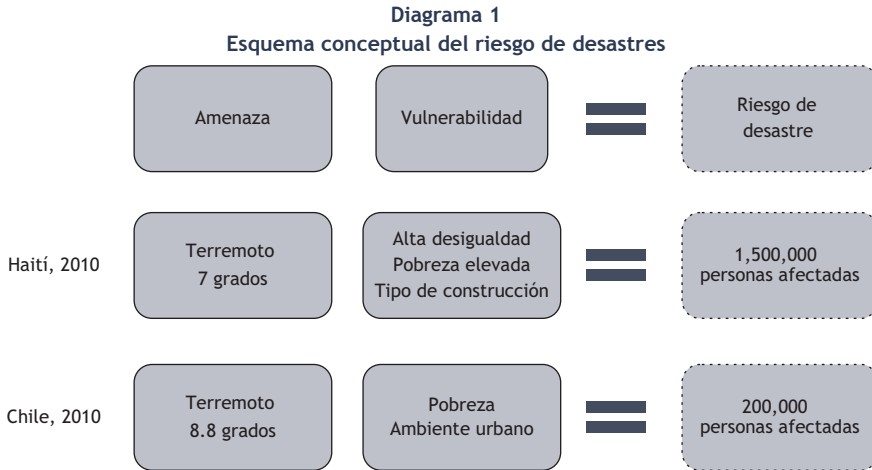 Diagrama 1
Esquema conceptual del riesgo de desastres
Amenaza
Vulnerabilidad
Riesgo de
desastre
Haití, 2010
Terremoto
7 grados
Alta desigualdad
Pobreza elevada
Tipo de construcción
1,500,000
personas afectadas
Chile, 2010
Terremoto
8.8 grados
Pobreza
Ambiente urbano
200,000
personas afectadas